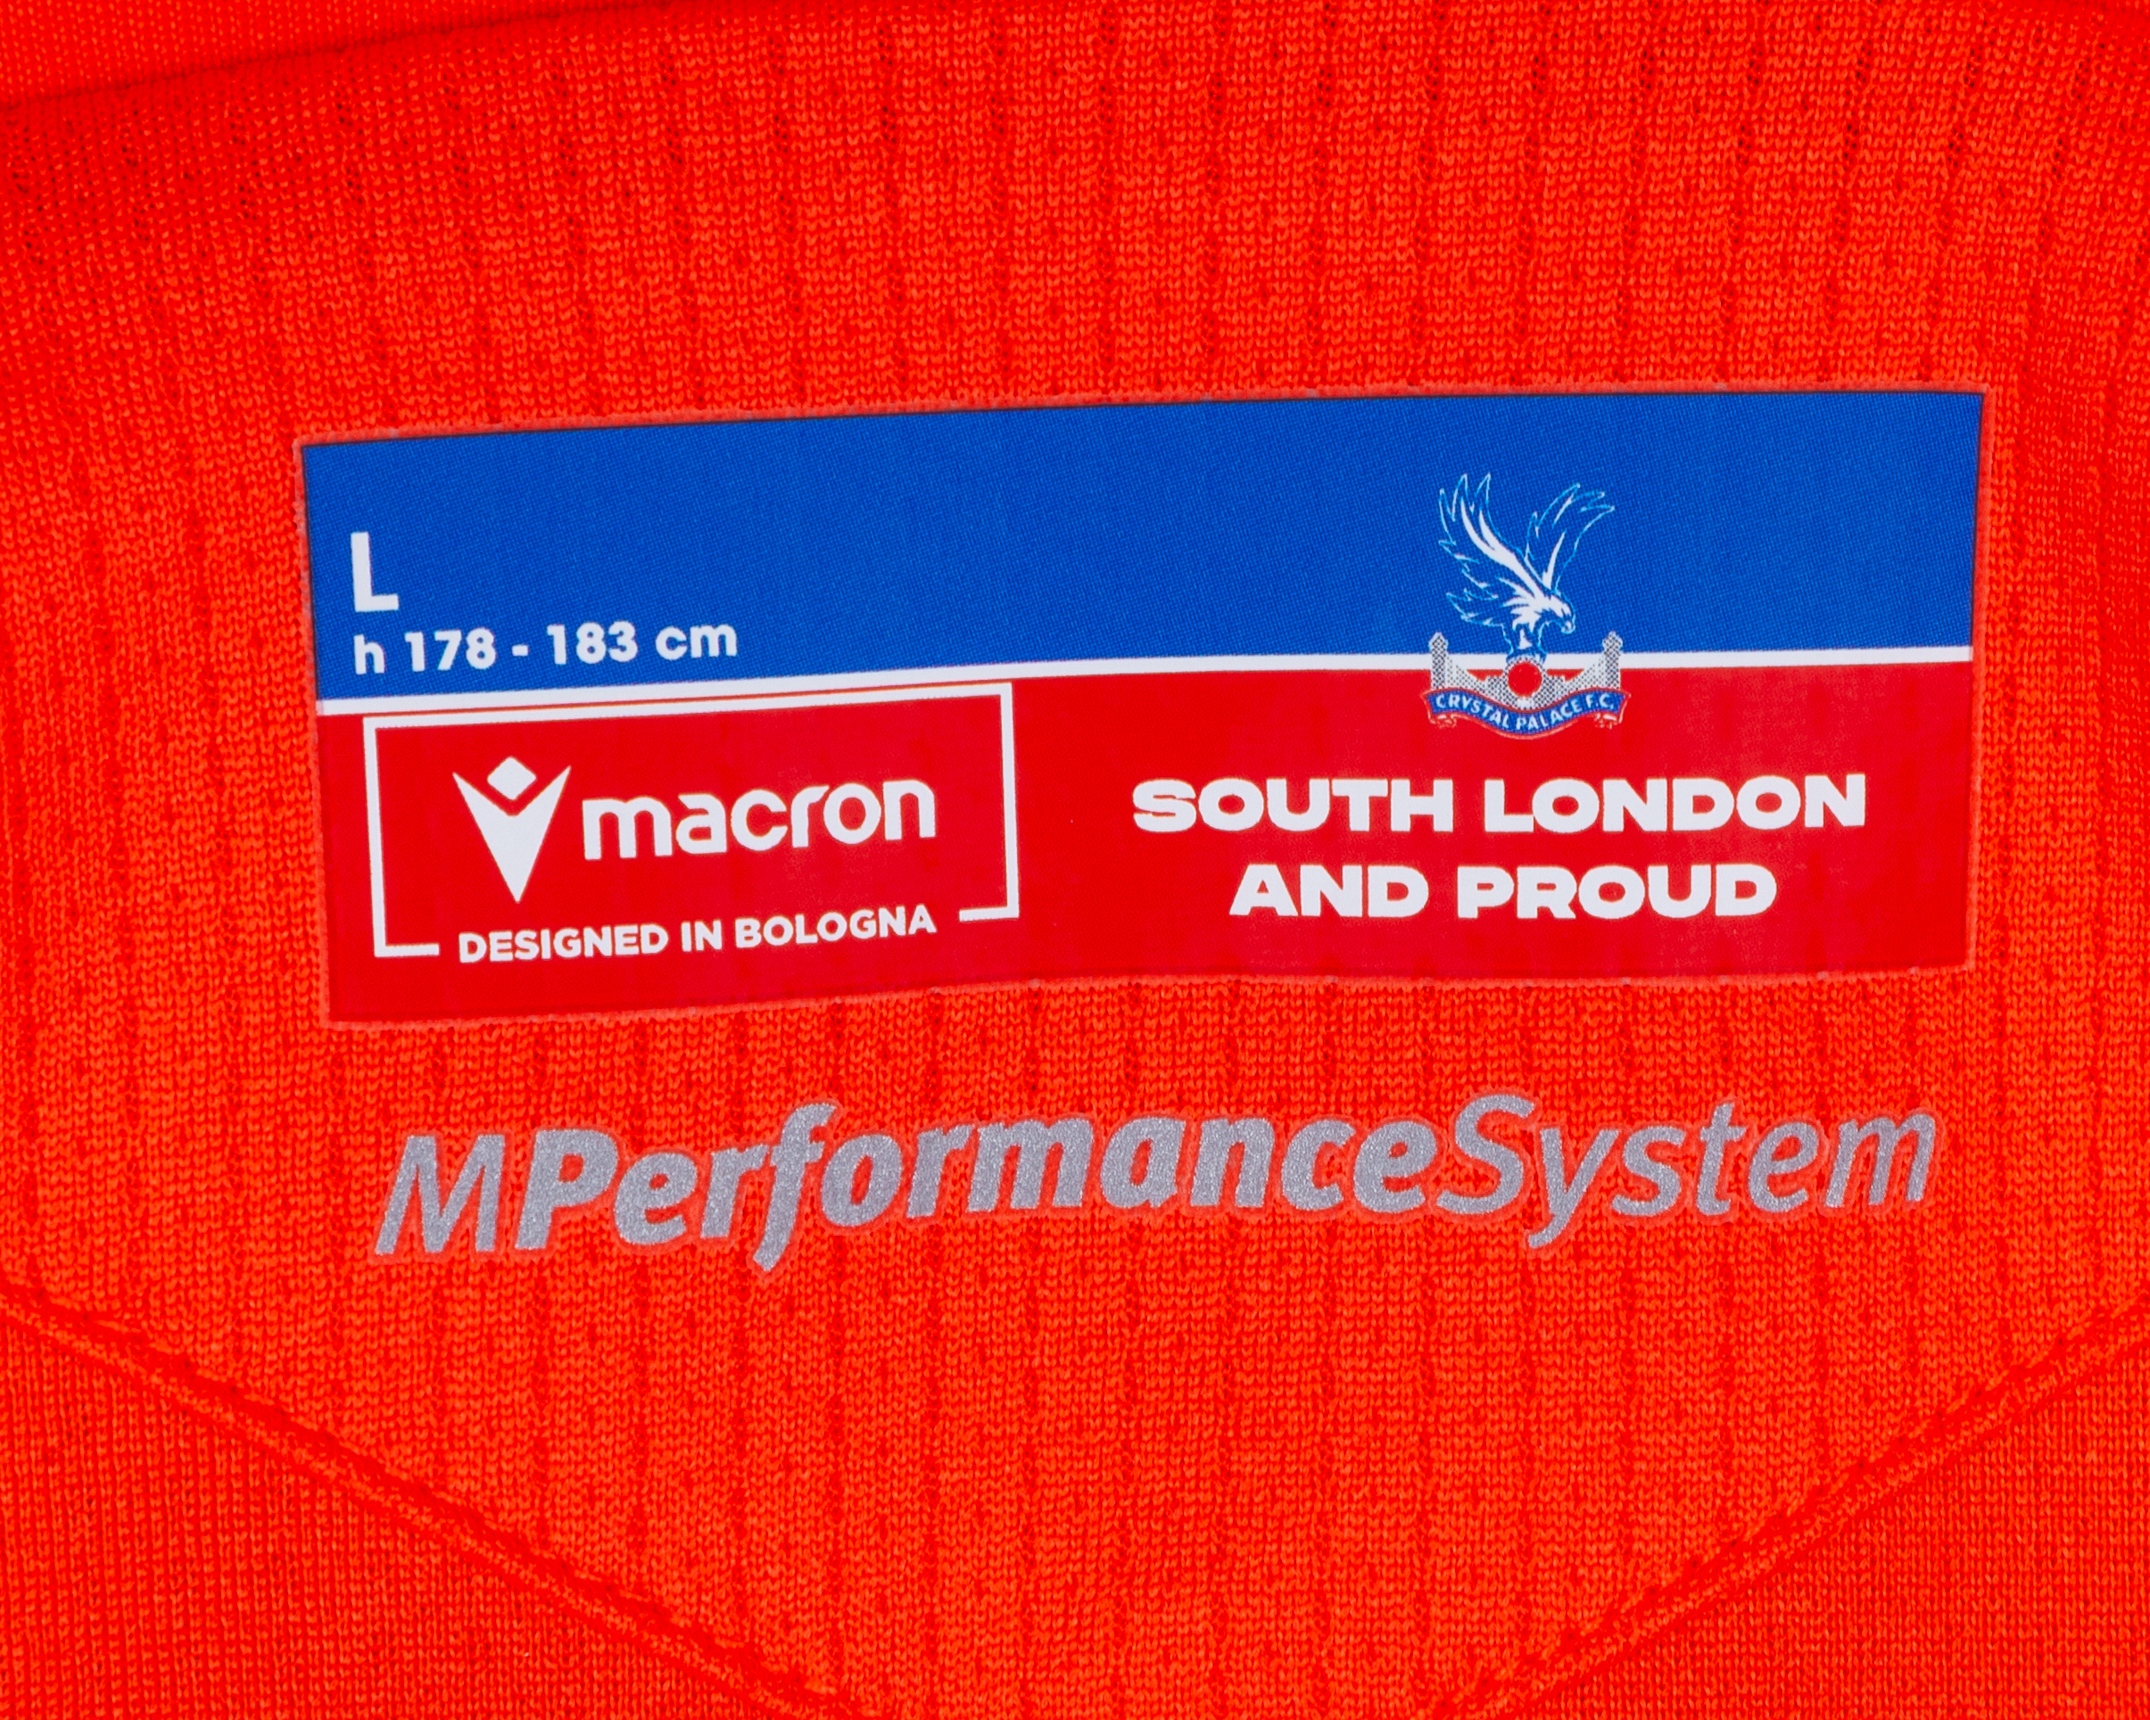 L
h 178 - 183 cm
macron
DESIGNED IN BOLOGNA
CRYSTAL PALACE F.C.
SOUTH LONDON
AND PROUD
MPerformanceSystem